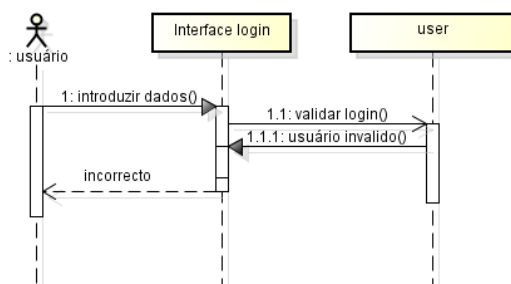 Interface login
user
: usuário
1: introduzir dados()
1.1: validar login()
1.1.1: usuário invalido()
incorrecto